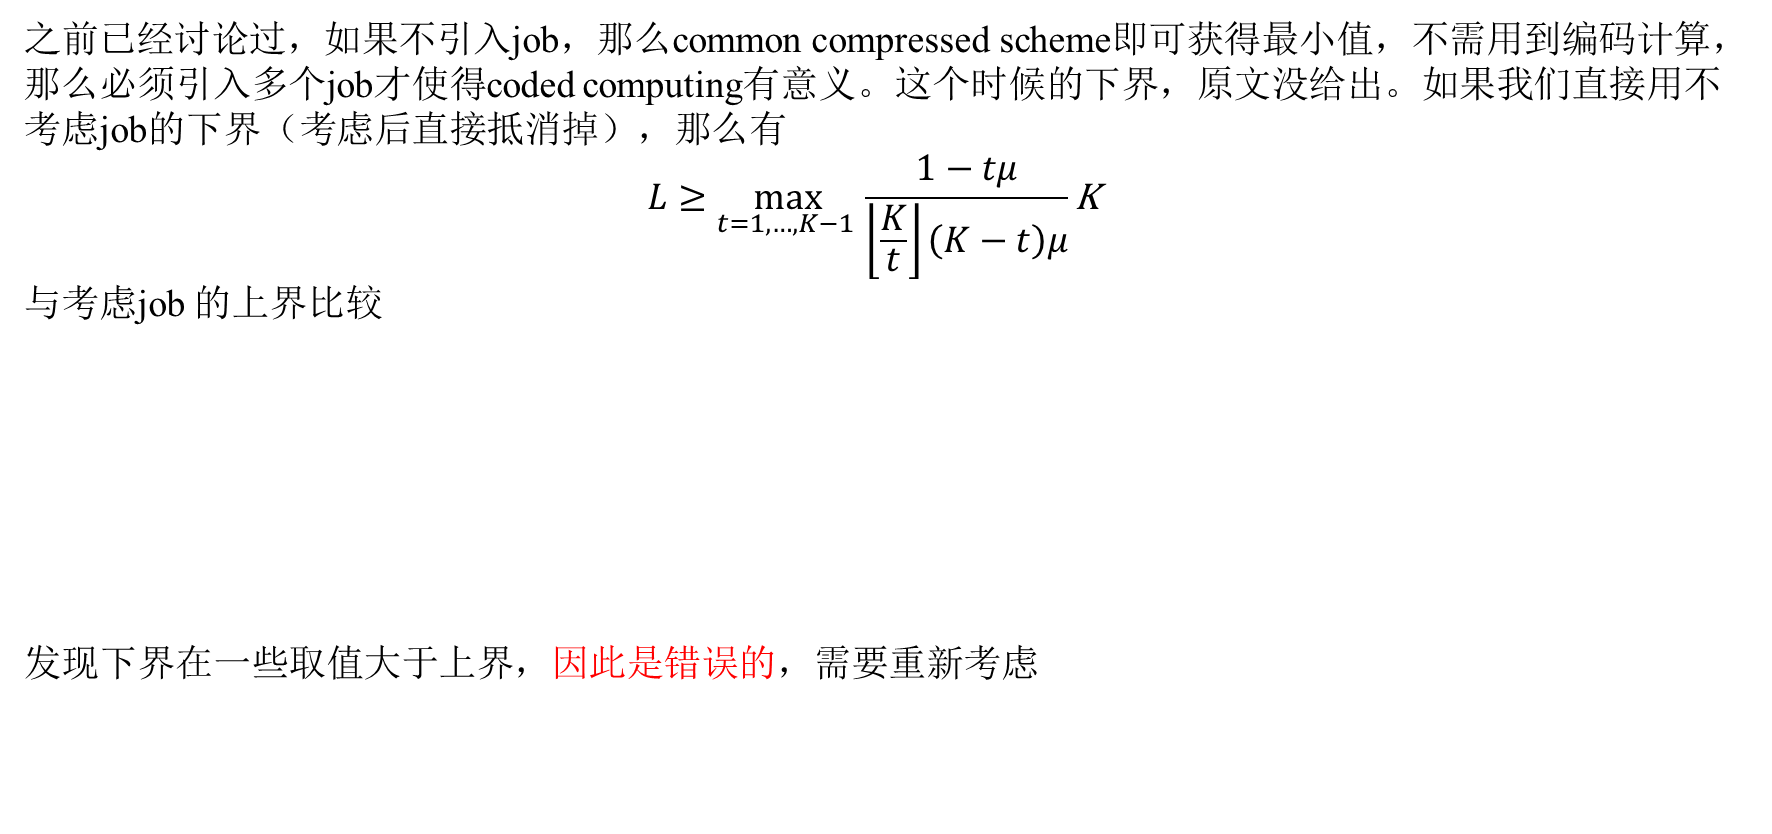 之前已经讨论过，如果不引入job，那么common compressed scheme即可获得最小值，不需用到编码计算，
那么必须引入多个job才使得coded computing有意义。这个时候的下界，原文没给出。如果我们直接用不
考虑job的下界（考虑后直接抵消掉），那么有
L ≥ max_{t=1,…,K−1} \frac{1 − tμ}{⌊\frac{K}{t}⌋(K − t)μ} K
与考虑job 的上界比较
发现下界在一些取值大于上界，因此是错误的，需要重新考虑